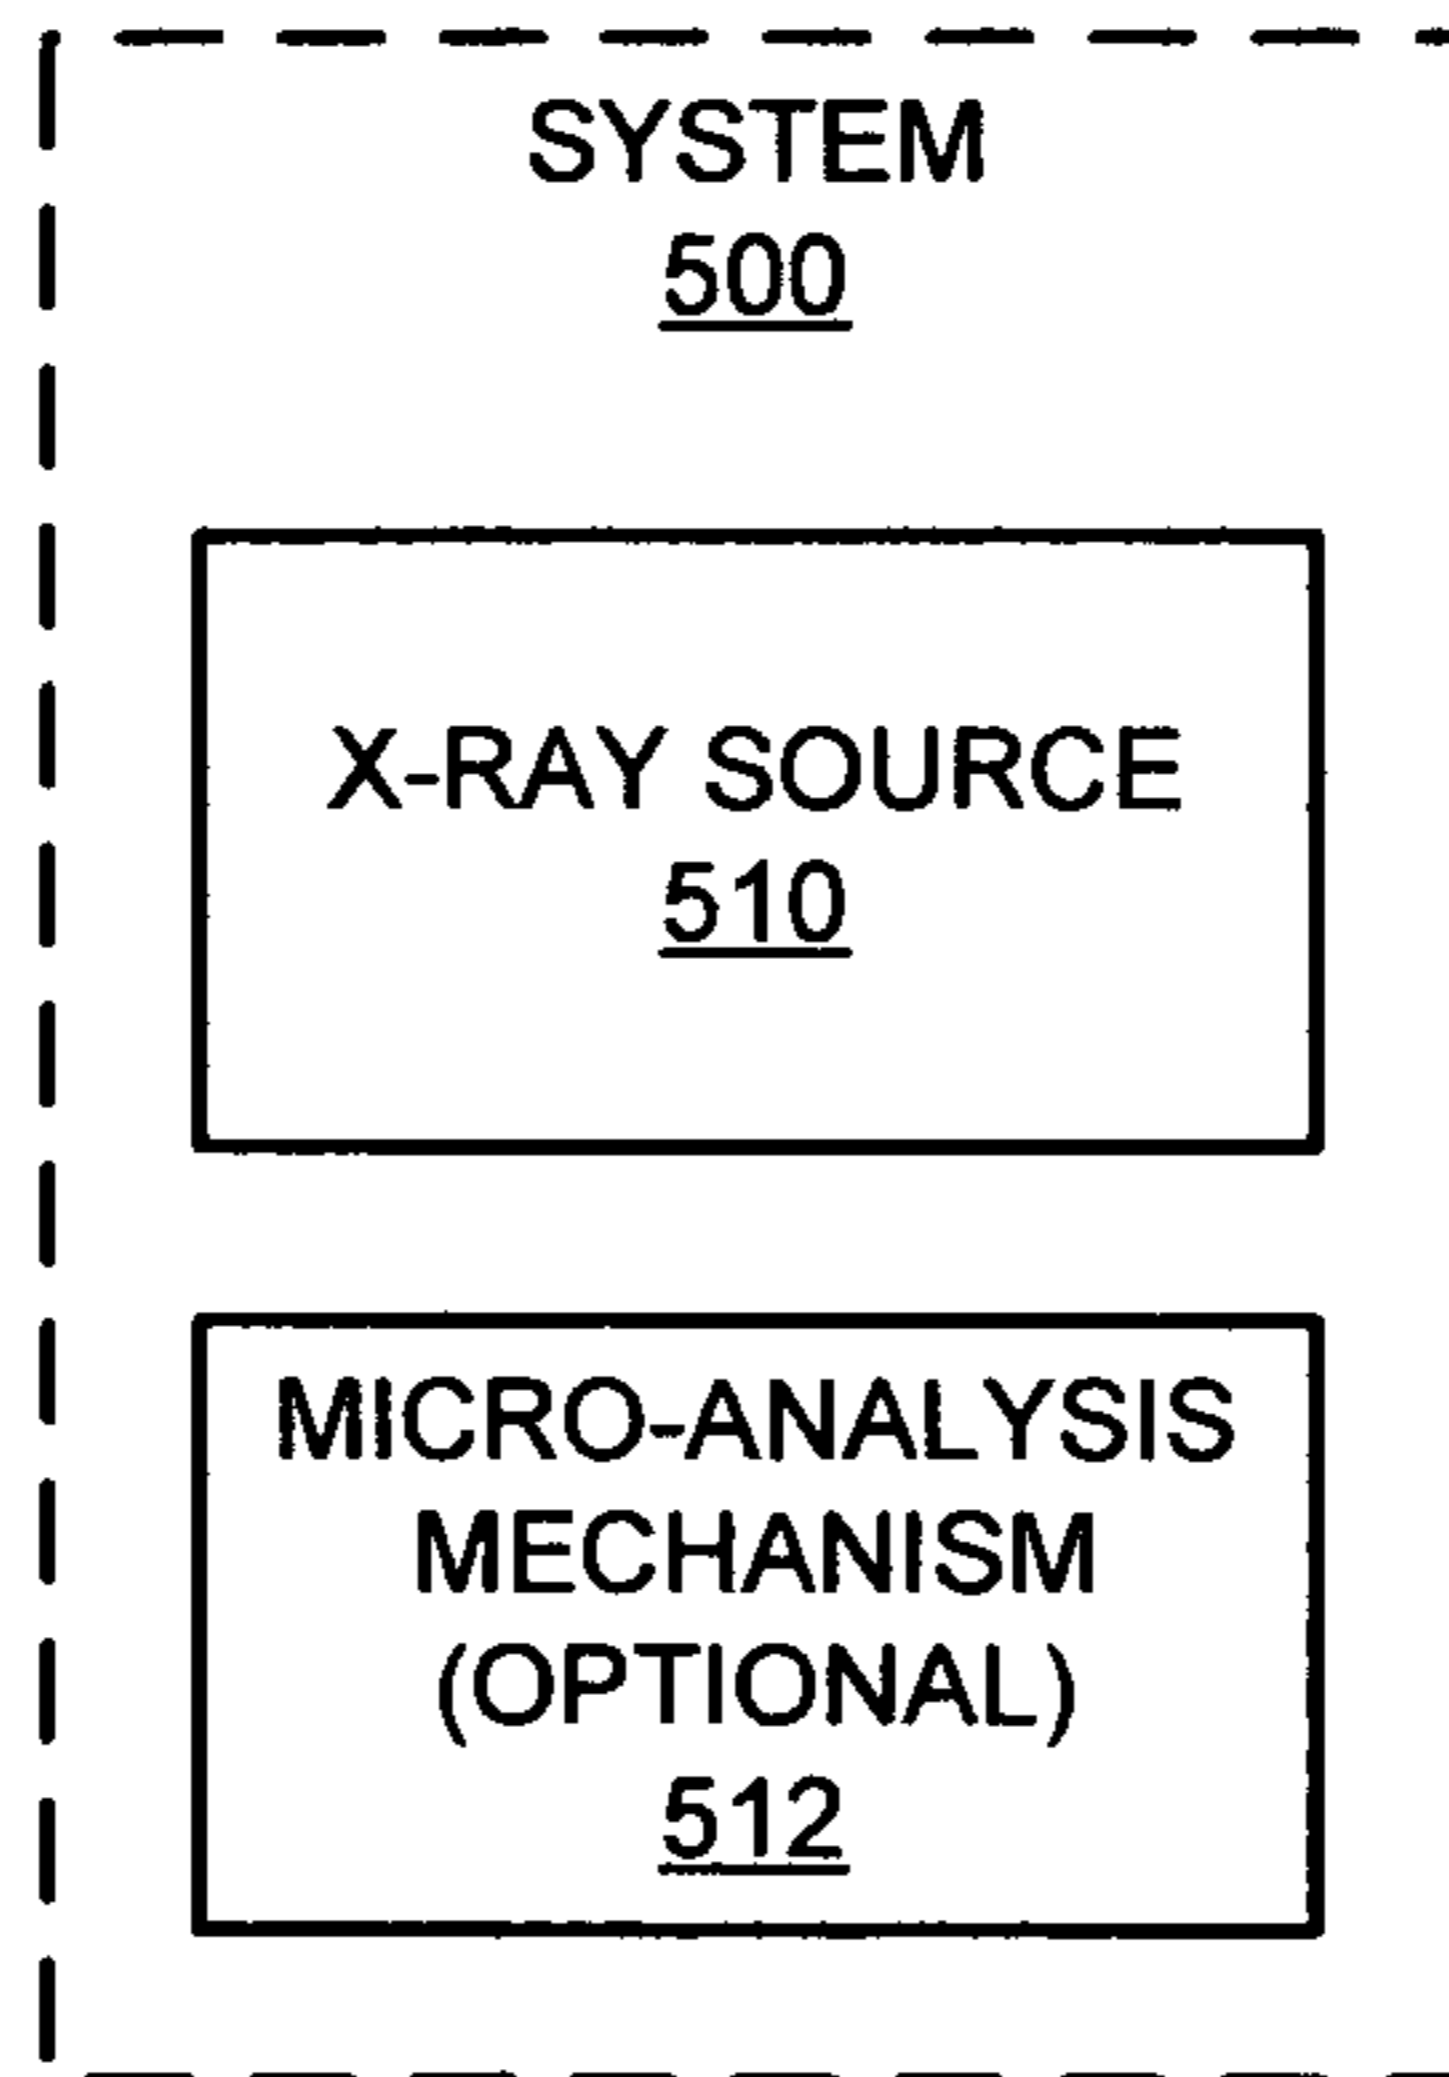 SYSTEM
500
X-RAY SOURCE
510
MICRO-ANALYSIS
MECHANISM
(OPTIONAL)
512